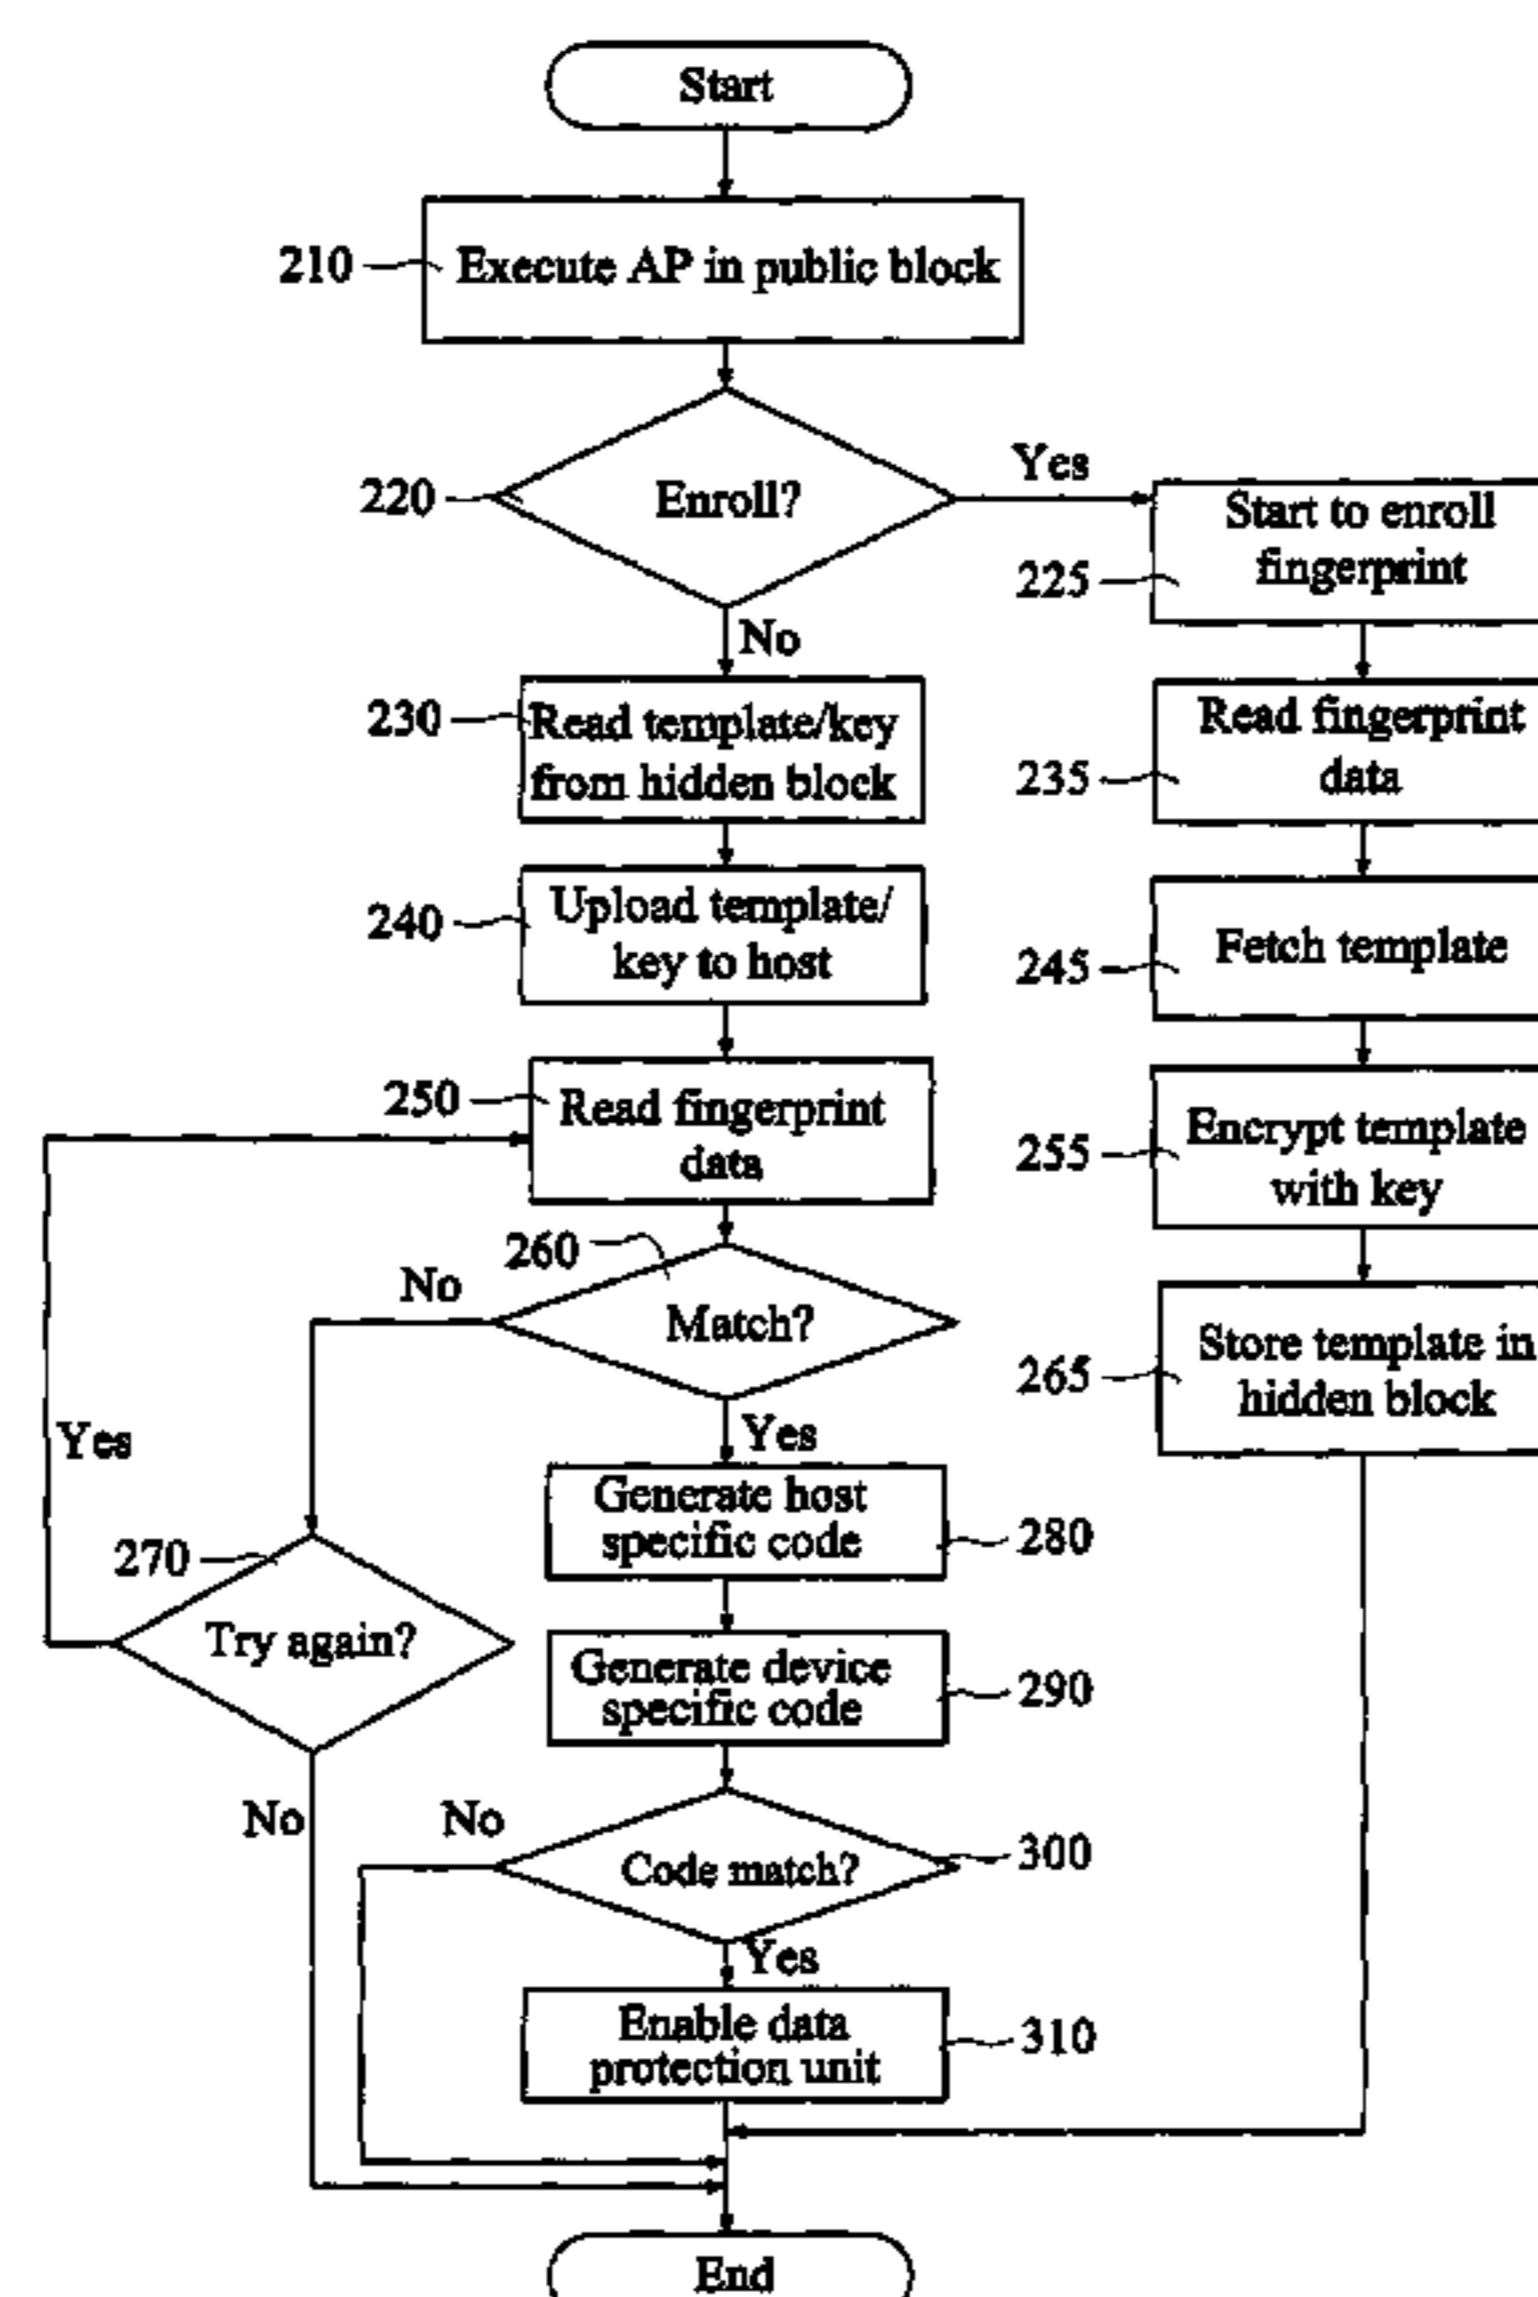 Start
210
Execute AP in public block
220
Enroll?
Yes
No
225
Start to enroll
fingerprint
230
Read template/key
from hidden block
235
Read fingerprint
data
240
Upload template/
key to host
245
Fetch template
250
Read fingerprint
data
255
Encrypt template
with key
260
Match?
No
Yes
265
Store template in
hidden block
Yes
270
Try again?
No
Generate host
specific code
280
Generate device
specific code
290
No
Code match?
300
Yes
Enable data
protection unit
310
End